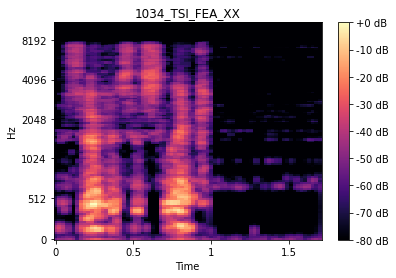 1034_TSI_FEA_XX
+0 dB
8192
-10 dB
4096
-20 dB
-30 dB
2048
-40 dB
Hz
1024
-50 dB
512
-60 dB
-70 dB
0
-80 dB
0 0.5 1 1.5
Time